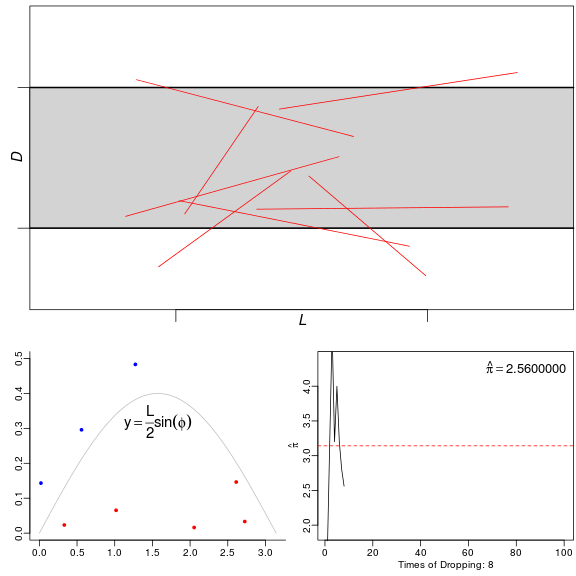 D
L
0.5
0.4
0.3
0.2
0.1
0.0
y = L/2 sin(ϕ)
0.0 0.5 1.0 1.5 2.0 2.5 3.0
π̂ = 2.5600000
4.0
3.5
3.0
2.5
2.0
π̂
0 20 40 60 80 100
Times of Dropping: 8